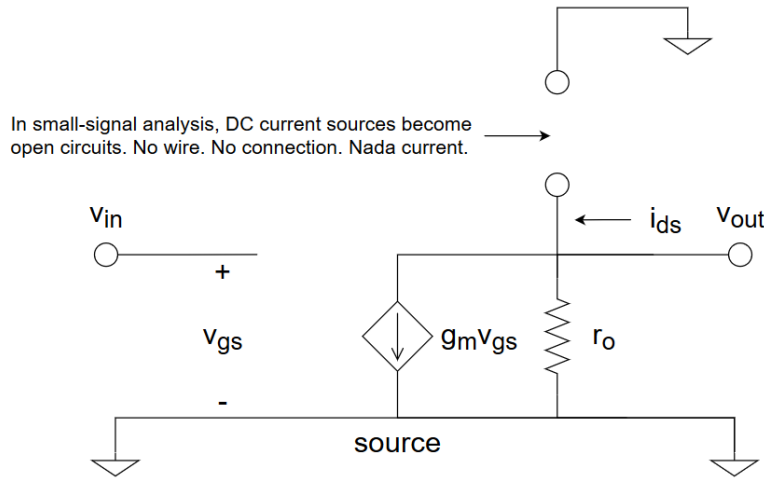 In small-signal analysis, DC current sources become
open circuits. No wire. No connection. Nada current.
vin
ids
vout
+
vgs
gmvgs
ro
-
source